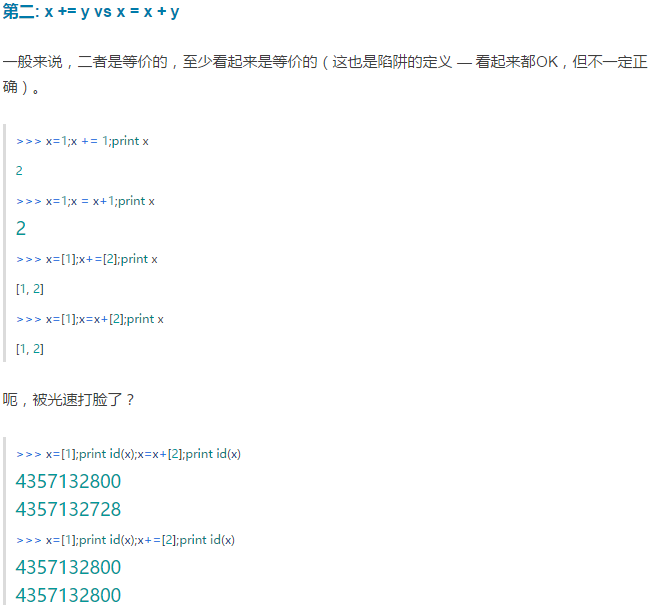 第二: x += y vs x = x + y
一般来说，二者是等价的，至少看起来是等价的（这也是陷阱的定义 — 看起来都OK，但不一定正
确）。
>>> x=1;x += 1;print x
2
>>> x=1;x = x+1;print x
2
>>> x=[1];x+=[2];print x
[1, 2]
>>> x=[1];x=x+[2];print x
[1, 2]
呃，被光速打脸了？
>>> x=[1];print id(x);x=x+[2];print id(x)
4357132800
4357132728
>>> x=[1];print id(x);x+=[2];print id(x)
4357132800
4357132800